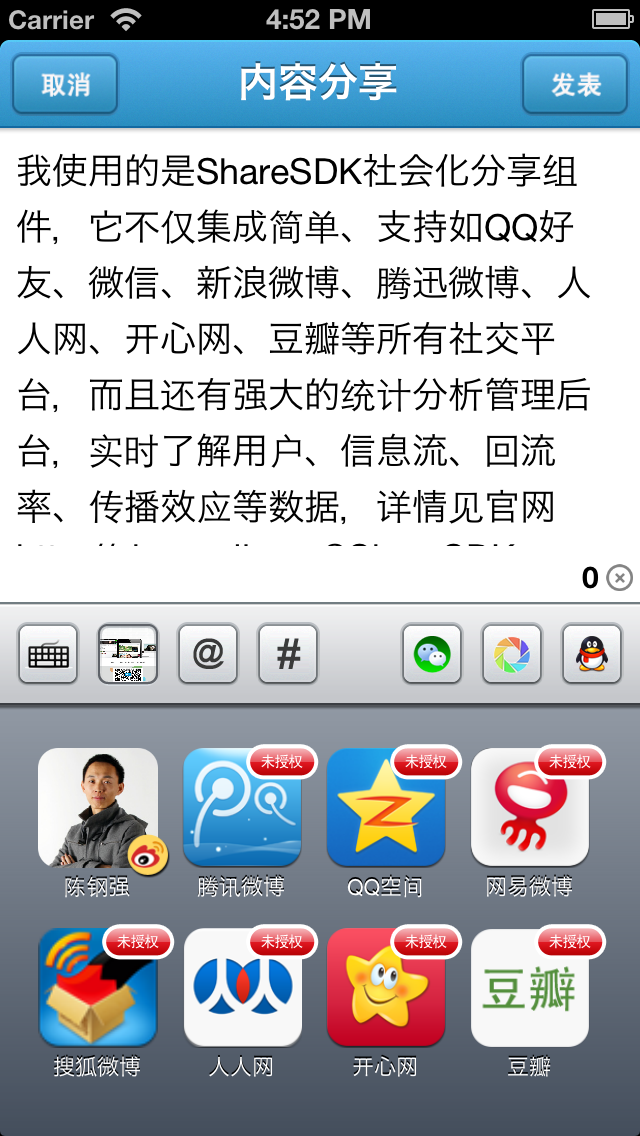 Carrier 4:52 PM
取消 内容分享 发表
我使用的是ShareSDK社会化分享组
件，它不仅集成简单、支持如QQ好
友、微信、新浪微博、腾迅微博、人
人网、开心网、豆瓣等所有社交平
台，而且还有强大的统计分析管理后
台，实时了解用户、信息流、回流
率、传播效应等数据，详情见官网
0
@ #
未授权 未授权 未授权
陈钢强 腾讯微博 QQ空间 网易微博
未授权 未授权 未授权 未授权
人人
豆瓣
搜狐微博 人人网 开心网 豆瓣